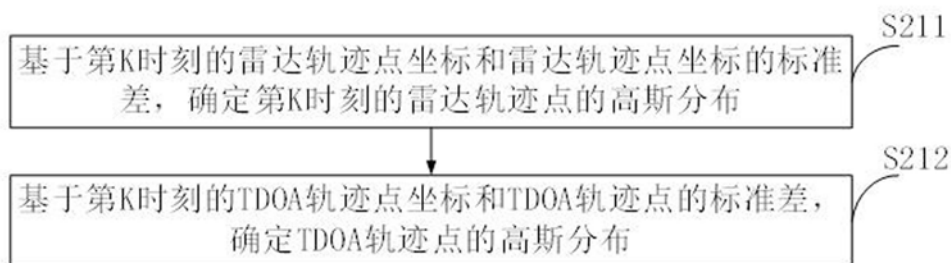 S211
基于第K时刻的雷达轨迹点坐标和雷达轨迹点坐标的标准
差，确定第K时刻的雷达轨迹点的高斯分布
S212
基于第K时刻的TDOA轨迹点坐标和TDOA轨迹点的标准差，
确定TDOA轨迹点的高斯分布